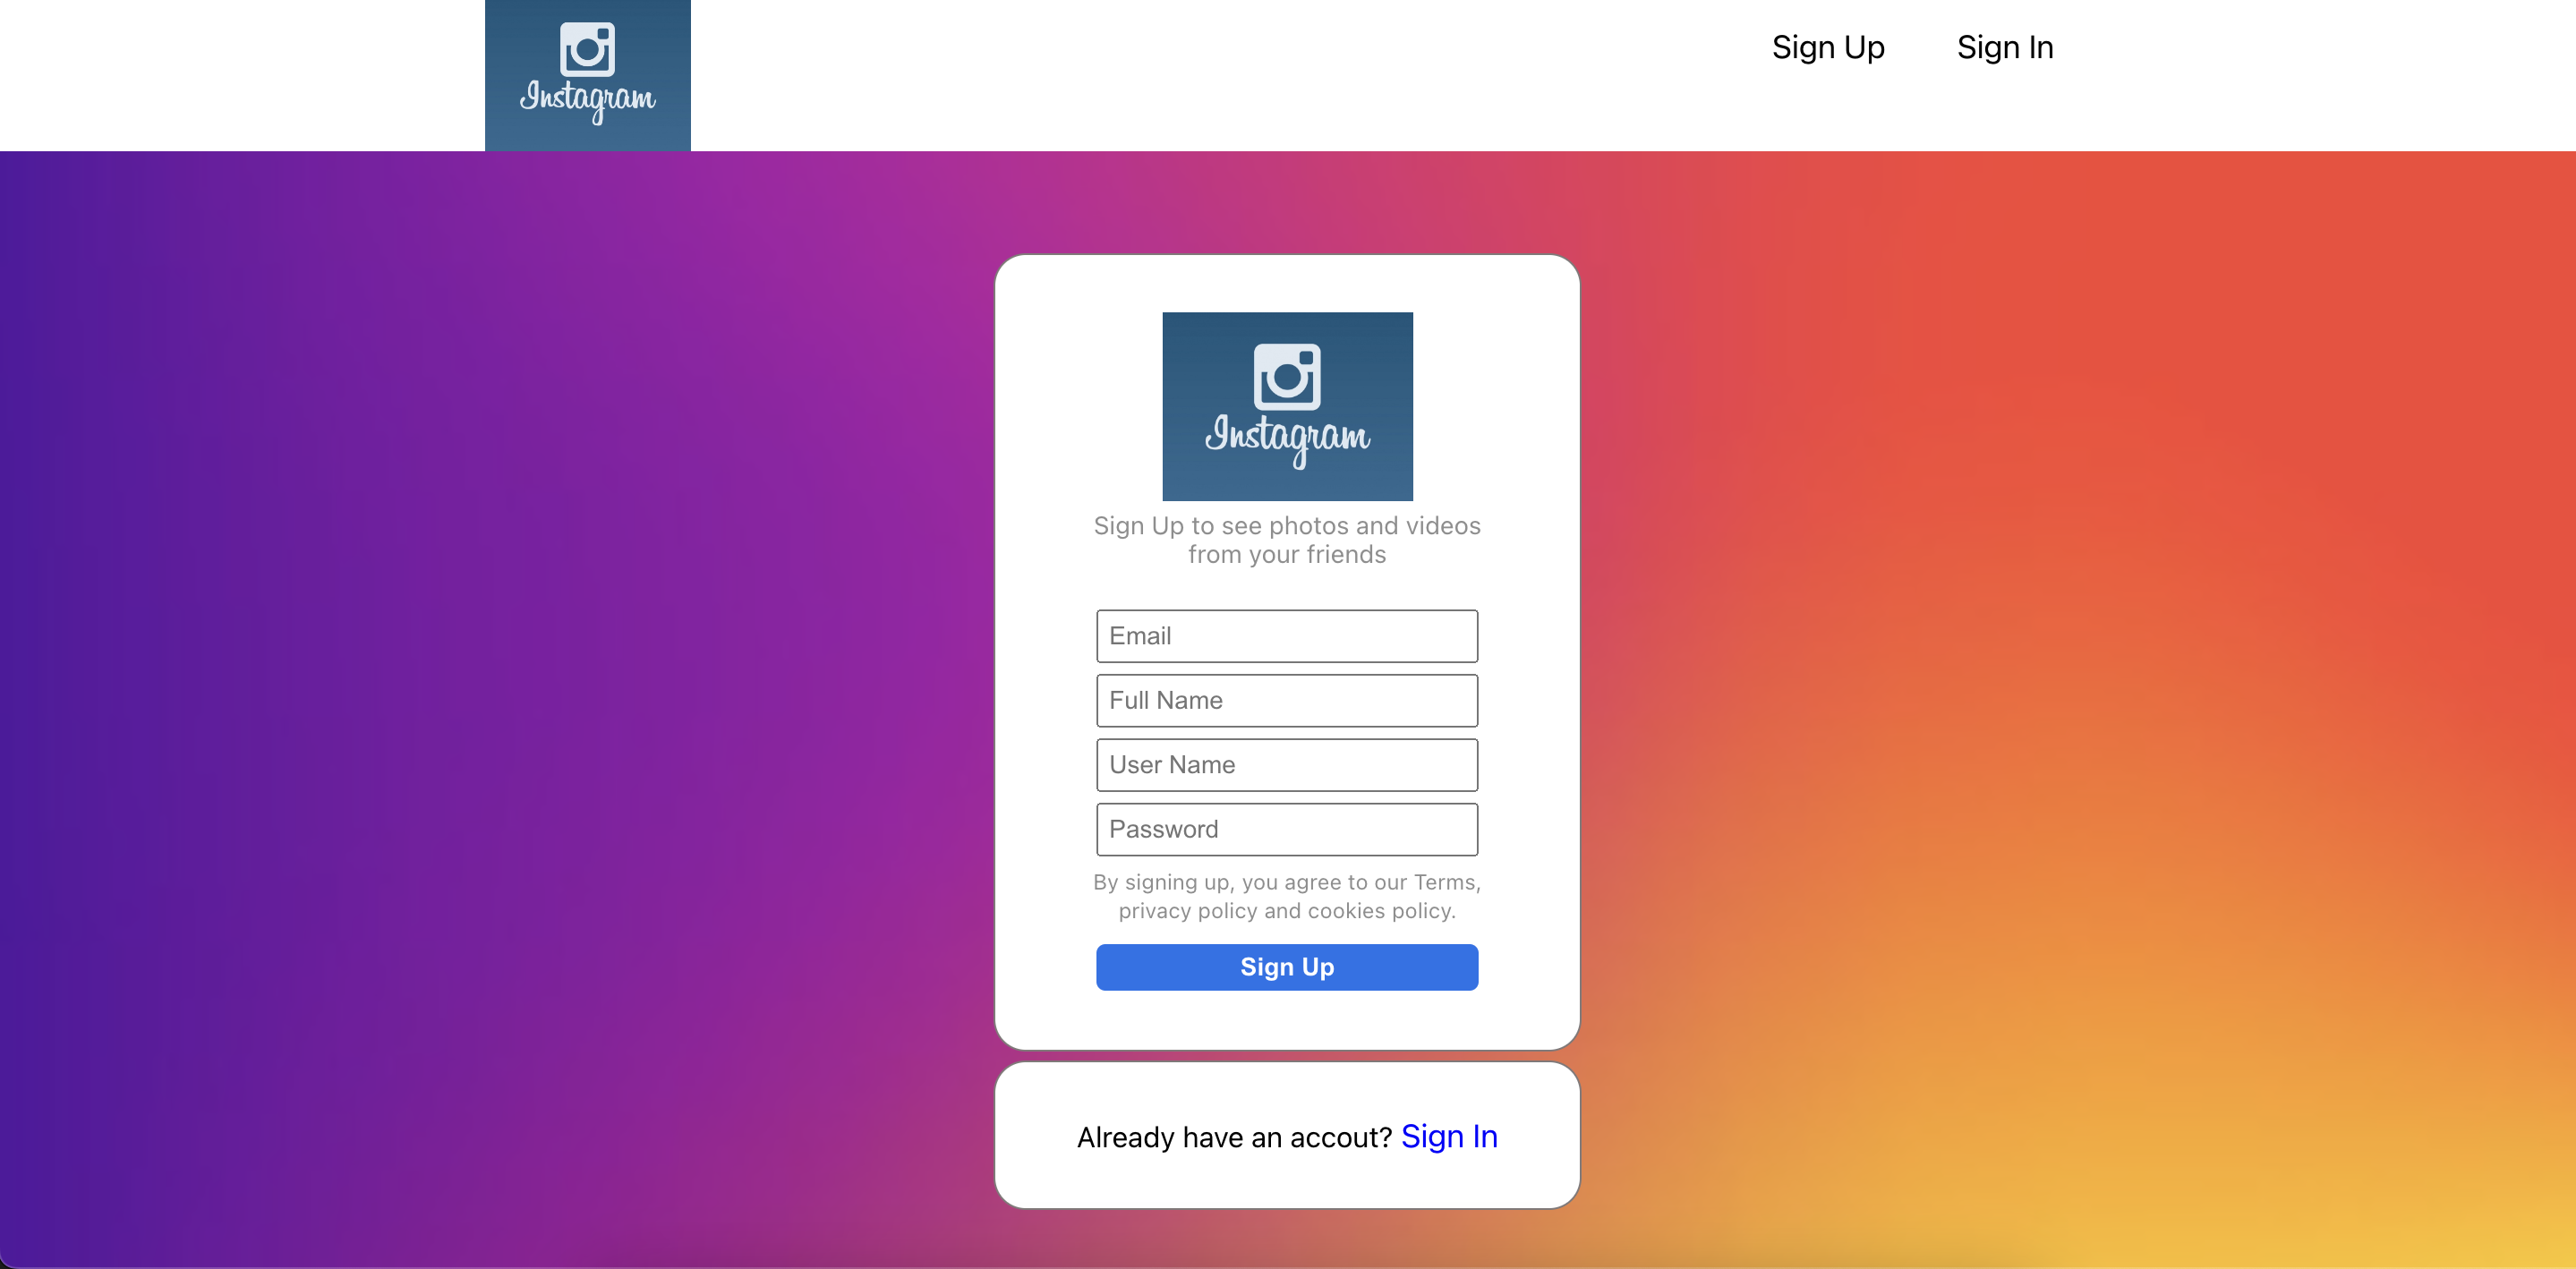 Instagram
Sign Up
Sign In
Instagram
Sign Up to see photos and videos
from your friends
Email
Full Name
User Name
Password
By signing up, you agree to our Terms,
privacy policy and cookies policy.
Sign Up
Already have an accout? Sign In